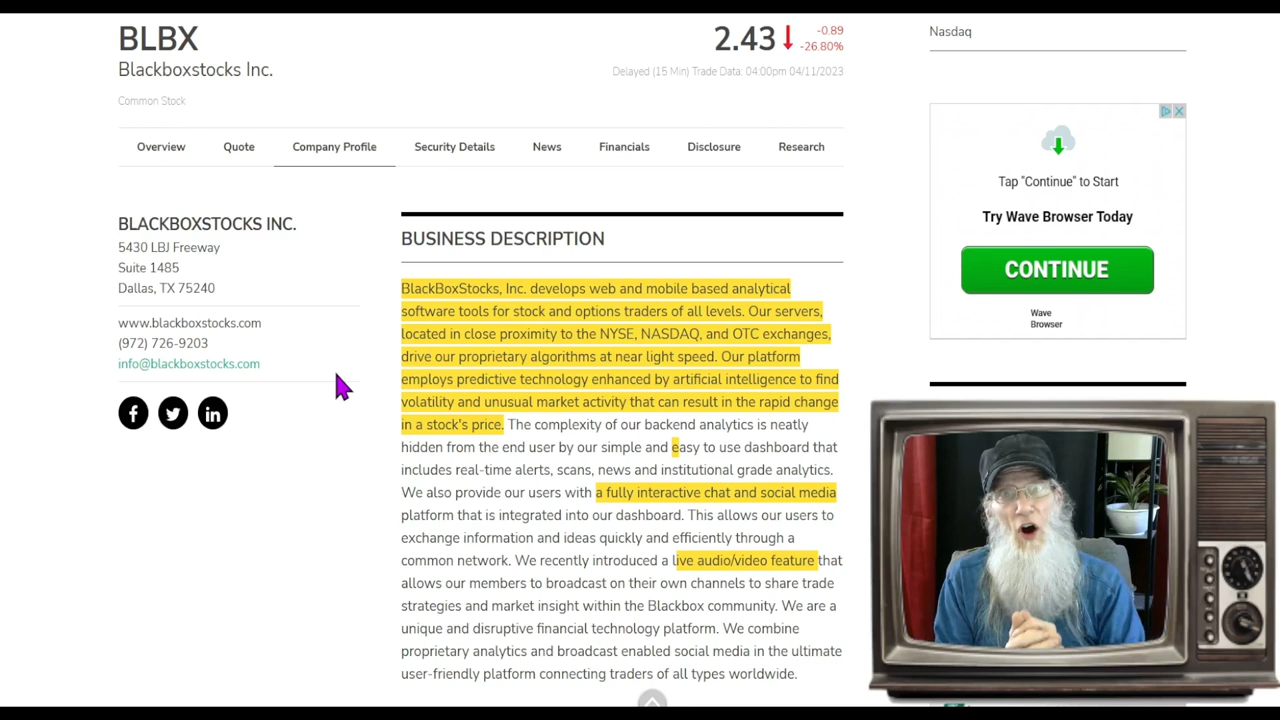 BLBX
Blackboxstocks Inc.
Common Stock
2.43
-0.89
-26.80%
Delayed (15 Min) Trade Data: 04:00pm 04/11/2023
Nasdaq
Overview
Quote
Company Profile
Security Details
News
Financials
Disclosure
Research
BLACKBOXSTOCKS INC.
5430 LBJ Freeway
Suite 1485
Dallas, TX 75240
www.blackboxstocks.com
(972) 726-9203
info@blackboxstocks.com
BUSINESS DESCRIPTION
BlackBoxStocks, Inc. develops web and mobile based analytical
software tools for stock and options traders of all levels. Our servers,
located in close proximity to the NYSE, NASDAQ, and OTC exchanges,
drive our proprietary algorithms at near light speed. Our platform
employs predictive technology enhanced by artificial intelligence to find
volatility and unusual market activity that can result in the rapid change
in a stock's price. The complexity of our backend analytics is neatly
hidden from the end user by our simple and easy to use dashboard that
includes real-time alerts, scans, news and institutional grade analytics.
We also provide our users with a fully interactive chat and social media
platform that is integrated into our dashboard. This allows our users to
exchange information and ideas quickly and efficiently through a
common network. We recently introduced a live audio/video feature that
allows our members to broadcast on their own channels to share trade
strategies and market insight within the Blackbox community. We are a
unique and disruptive financial technology platform. We combine
proprietary analytics and broadcast enabled social media in the ultimate
user-friendly platform connecting traders of all types worldwide.
Tap "Continue" to Start
Try Wave Browser Today
CONTINUE
Wave
Browser